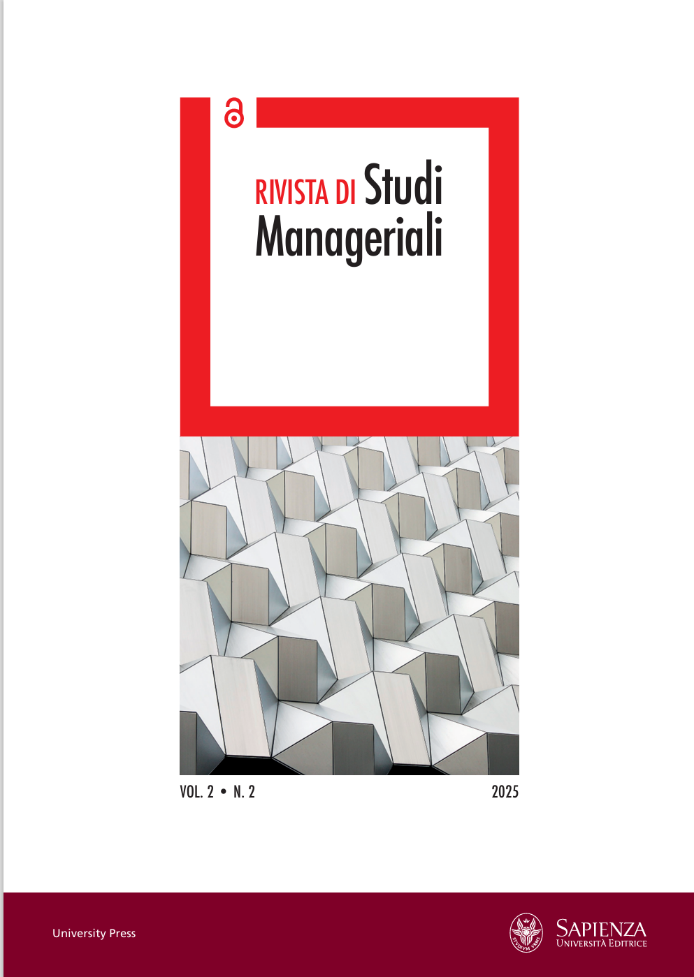 RIVISTA DI Studi
Manageriali
VOL. 2 • N. 2
2025
University Press
SAPIENZA
UNIVERSITÀ EDITRICE